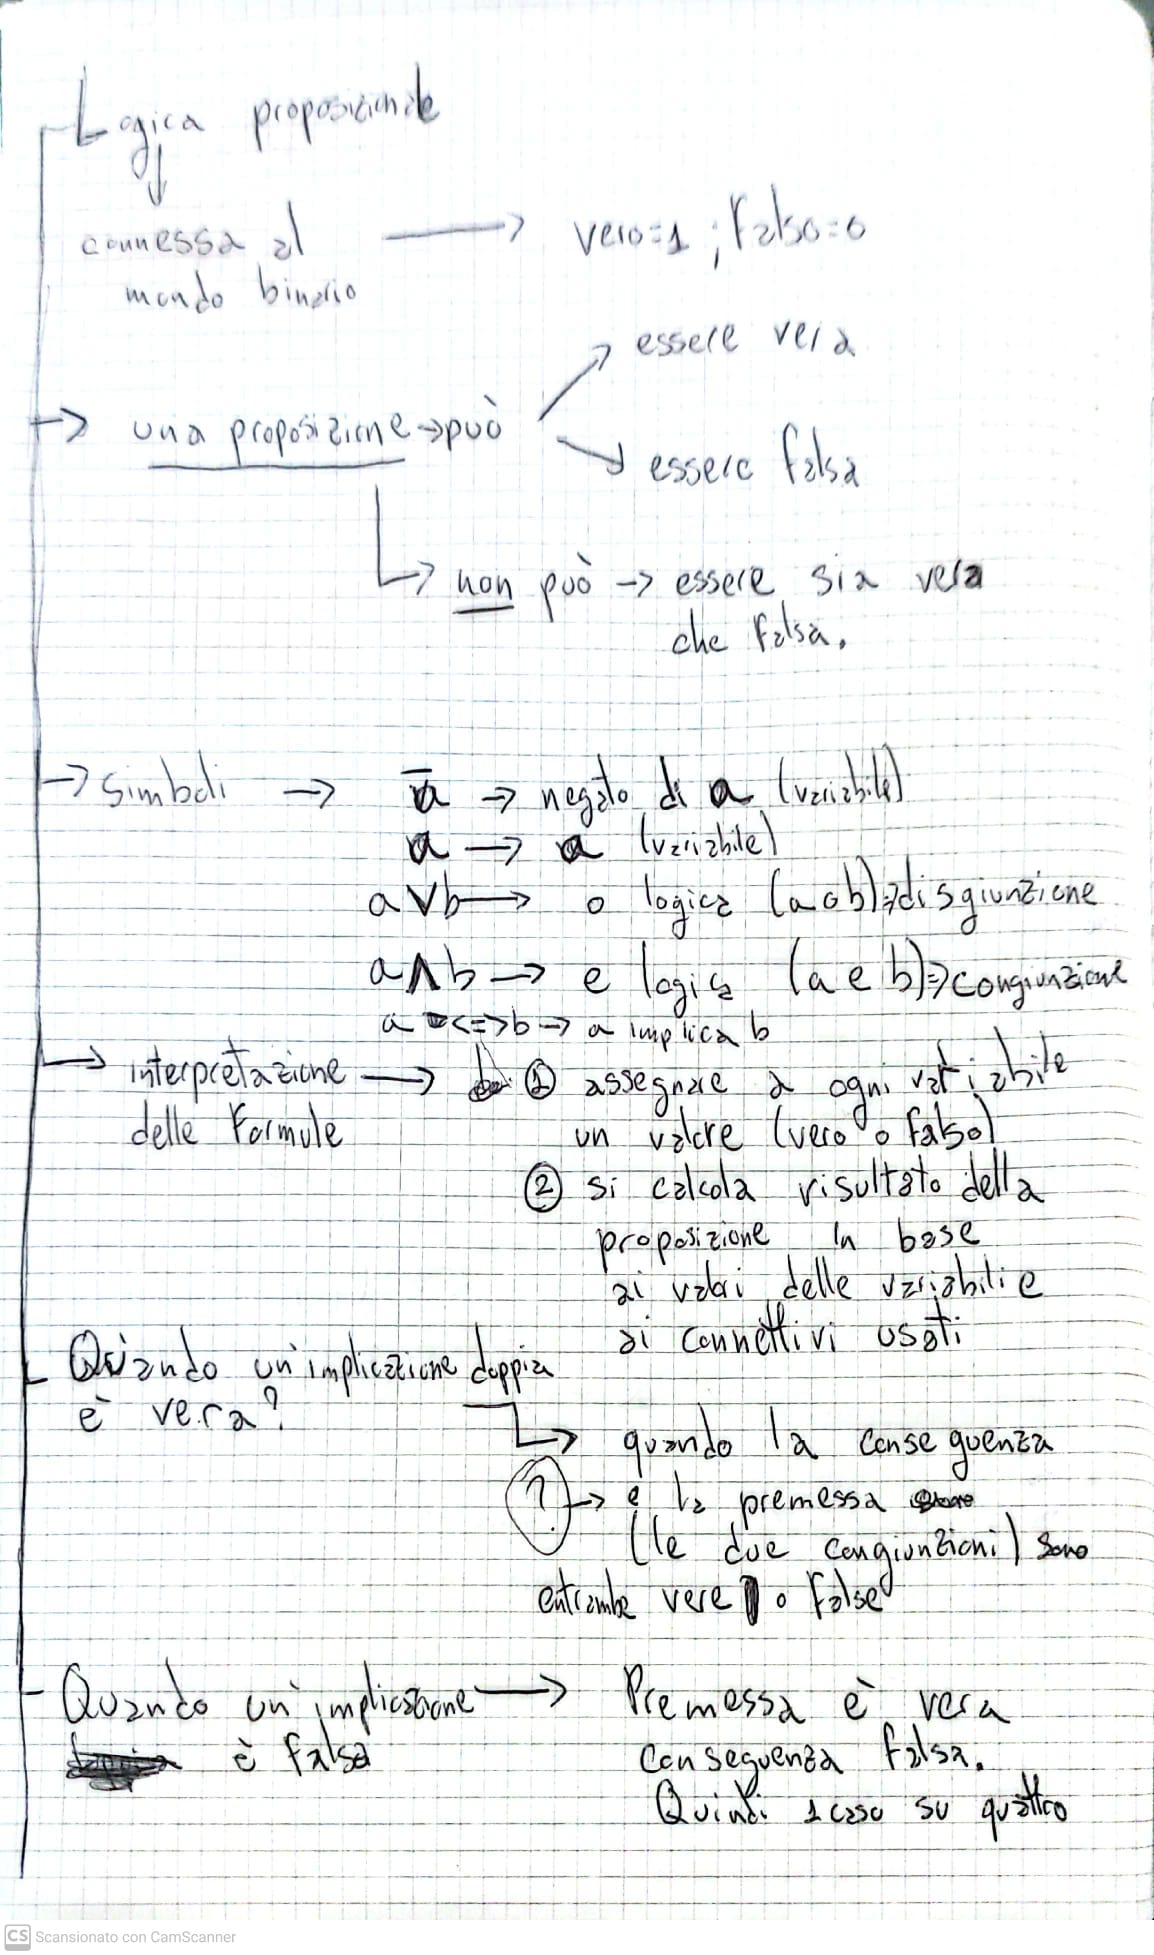 Logica proposizionale
↓
connessa al → vero=1 ; Falso=0
mondo binario
→ essere vera
→ una proposizione → può
→ essere falsa
→ non può → essere sia vera
che falsa.
→ simboli → a̅ → negato di a (variabile)
a → a (variabile)
a ∨ b → o logica (a o b) => disgiunzione
a ∧ b → e logica (a e b) => congiunzione
a <=> b → a implica b
→ interpretazione → ① assegnare a ogni variabile
delle Formule un valore (vero o falso)
② si calcola risultato della
proposizione in base
ai valori delle variabili e
ai connettivi usati
Quando un'implicazione doppia
è vera?
→ quando la conseguenza
? → e la premessa
(le due congiunzioni) sono
entrambe vere o false
Quando un'implicazione → Premessa è vera
è falsa conseguenza falsa.
Quindi 1 caso su quattro
CS Scansionato con CamScanner